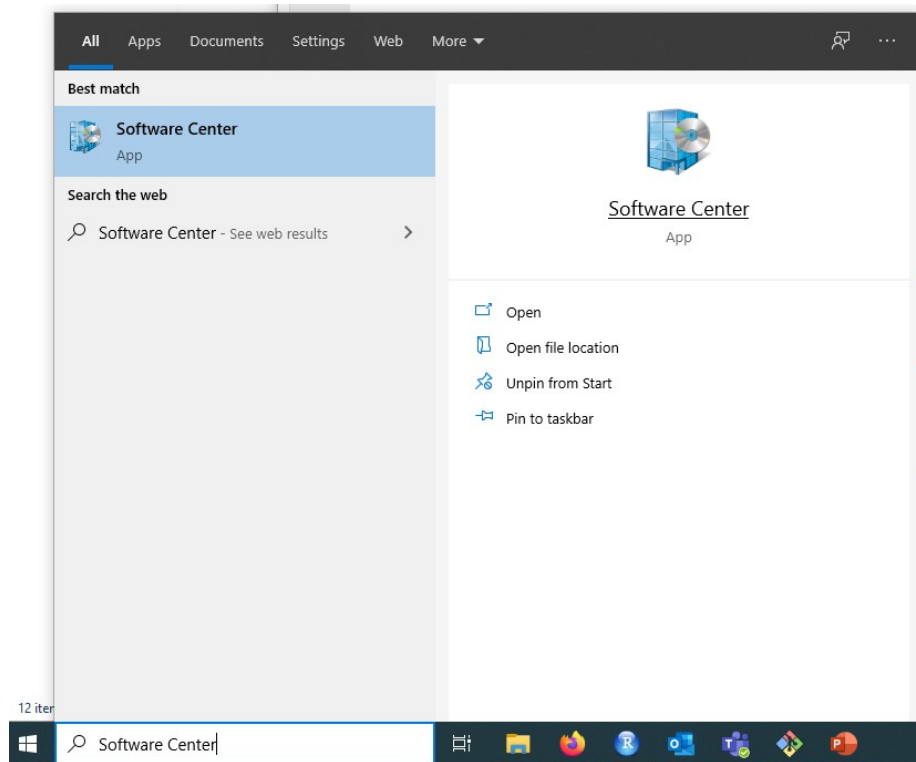 All Apps Documents Settings Web More
Best match
Software Center
App
Search the web
Software Center - See web results
Software Center
App
Open
Open file location
Unpin from Start
Pin to taskbar
12
Software Center